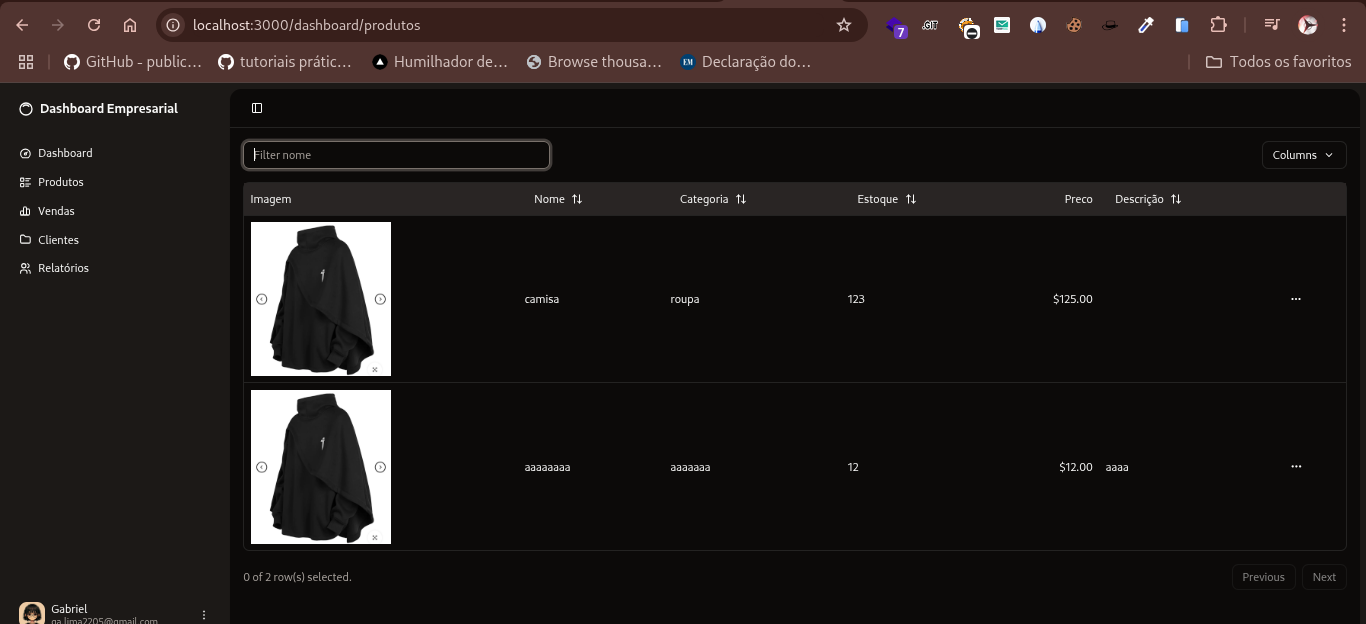 localhost:3000/dashboard/produtos
7
.GIT
GitHub - public...
tutoriais prátic...
Humilhador de...
Browse thousa...
EM
Declaração do...
Todos os favoritos
Dashboard Empresarial
Dashboard
Produtos
Vendas
Clientes
Relatórios
Filter nome
Columns
Imagem Nome Categoria Estoque Preco Descrição
camisa roupa 123 $125.00 ...
aaaaaaaa aaaaaaa 12 $12.00 aaaa ...
0 of 2 row(s) selected.
Previous Next
Gabriel
ga.lima2205@gmail.com